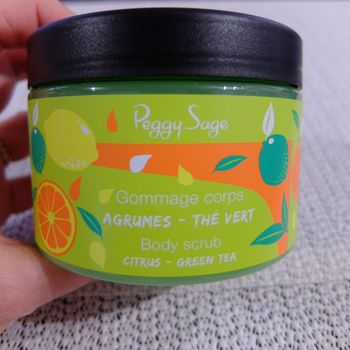 Peggy Sage
Gommage corps
AGRUMES - THÉ VERT
Body scrub
CITRUS - GREEN TEA